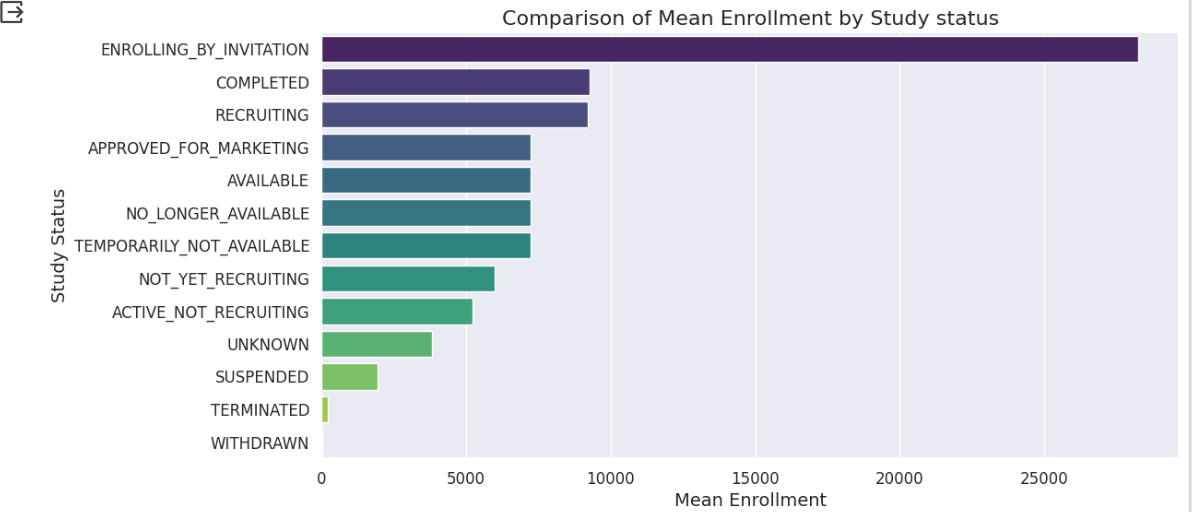 Comparison of Mean Enrollment by Study status
Study Status
ENROLLING_BY_INVITATION
COMPLETED
RECRUITING
APPROVED_FOR_MARKETING
AVAILABLE
NO_LONGER_AVAILABLE
TEMPORARILY_NOT_AVAILABLE
NOT_YET_RECRUITING
ACTIVE_NOT_RECRUITING
UNKNOWN
SUSPENDED
TERMINATED
WITHDRAWN
0 5000 10000 15000 20000 25000
Mean Enrollment